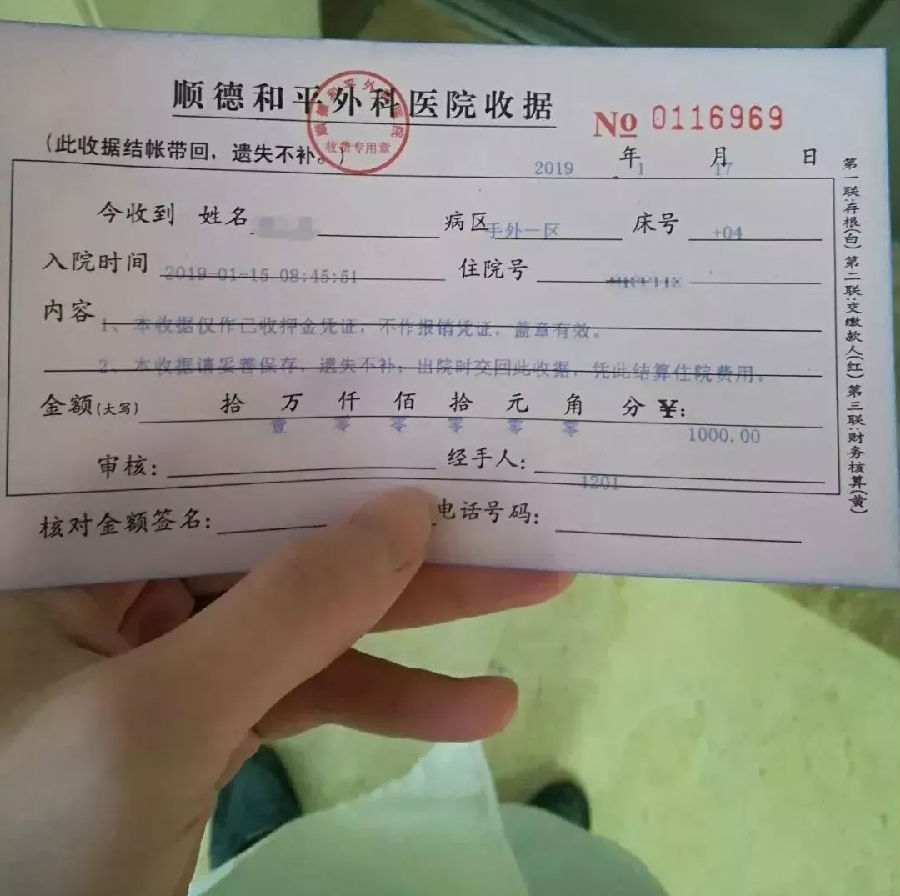 顺德和平外科医院收据
No 0116969
(此收据结帐带回，遗失不补。)
收费专用章
2019 年 1 月 17 日
今收到 姓名 病区 手外一区 床号 +04
入院时间 2019-01-15 08:45:51 住院号
内容 1、本收据仅作已收押金凭证，不作报销凭证，盖章有效。
2、本收据请妥善保存，遗失不补；出院时交回此收据，凭此结算住院费用。
金额(大写) 拾 万 仟 佰 拾 元 角 分 ￥:
壹 零 零 零 零 零 1000.00
审核: 经手人: 1201
核对金额签名: 电话号码:
第一联:存根(白) 第二联:交缴款人(红) 第三联:财务核算(黄)